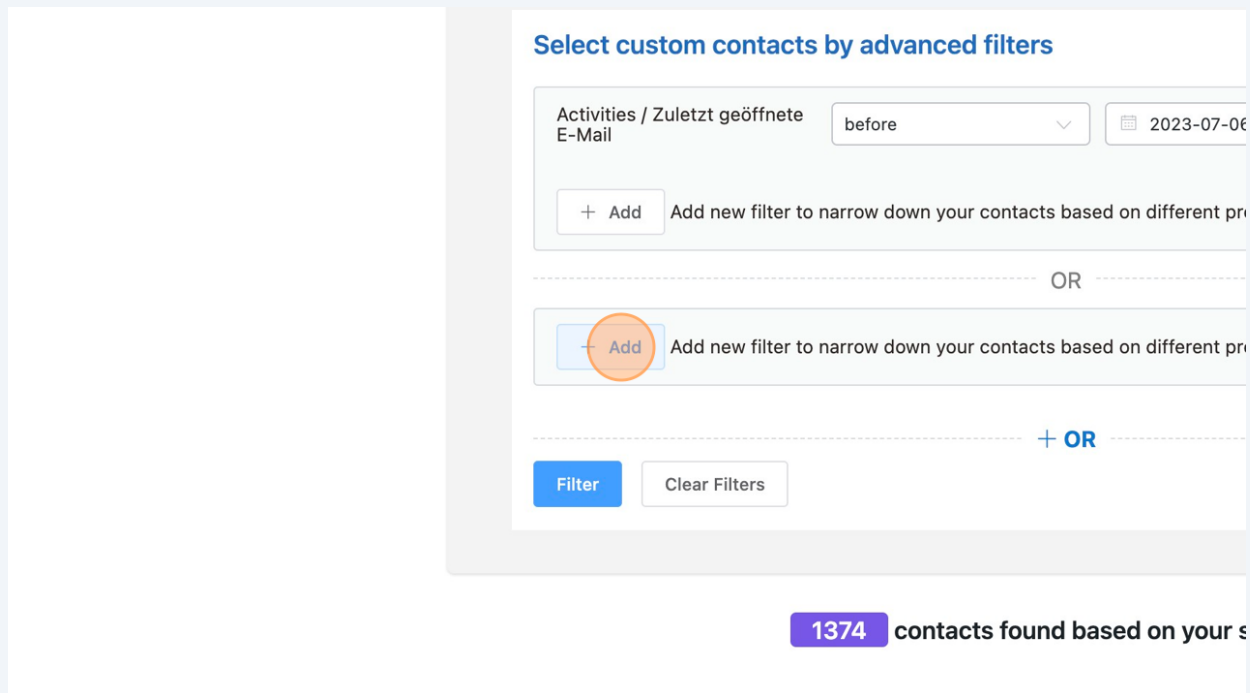 Select custom contacts by advanced filters
Activities / Zuletzt geöffnete
E-Mail
before
2023-07-06
+ Add
Add new filter to narrow down your contacts based on different
OR
+ Add
Add new filter to narrow down your contacts based on different
+ OR
Filter
Clear Filters
1374 contacts found based on your